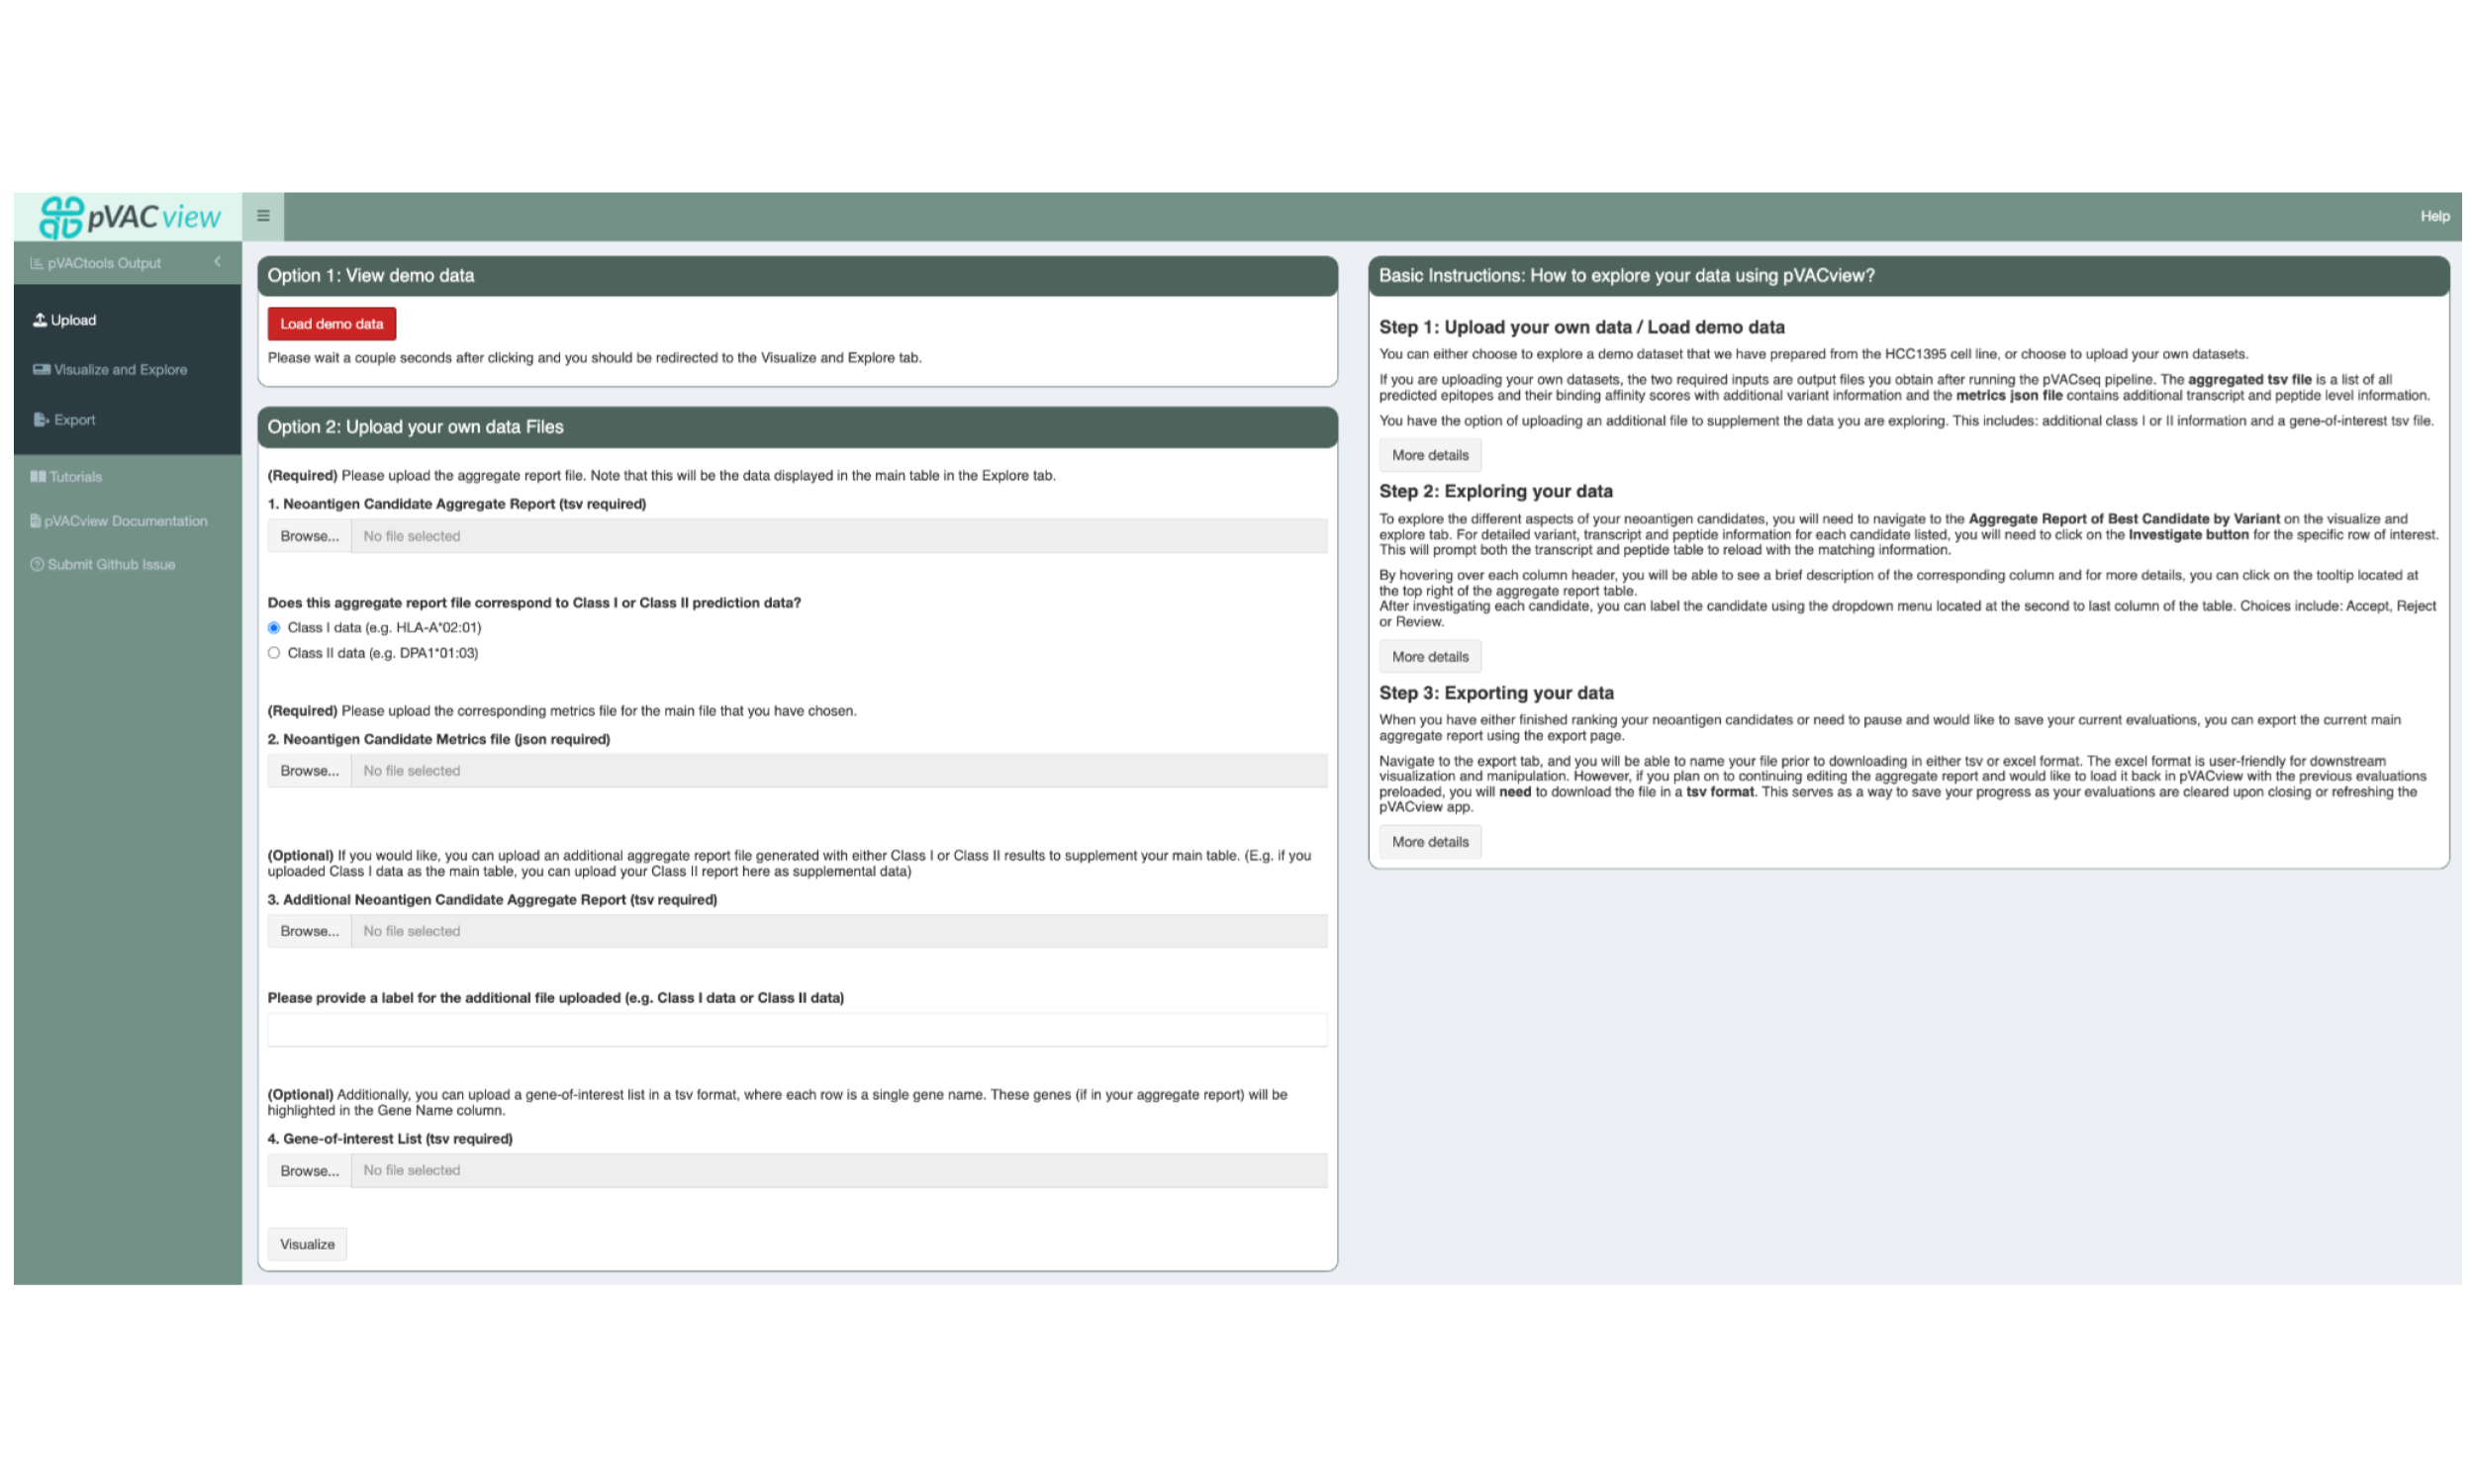 pVACview
Help
pVACtools Output
Upload
Visualize and Explore
Export
Tutorials
pVACview Documentation
Submit Github Issue
Option 1: View demo data
Load demo data
Please wait a couple seconds after clicking and you should be redirected to the Visualize and Explore tab.
Option 2: Upload your own data Files
(Required) Please upload the aggregate report file. Note that this will be the data displayed in the main table in the Explore tab.
1. Neoantigen Candidate Aggregate Report (tsv required)
Browse... No file selected
Does this aggregate report file correspond to Class I or Class II prediction data?
Class I data (e.g. HLA-A*02:01)
Class II data (e.g. DPA1*01:03)
(Required) Please upload the corresponding metrics file for the main file that you have chosen.
2. Neoantigen Candidate Metrics file (json required)
Browse... No file selected
(Optional) If you would like, you can upload an additional aggregate report file generated with either Class I or Class II results to supplement your main table. (E.g. if you
uploaded Class I data as the main table, you can upload your Class II report here as supplemental data)
3. Additional Neoantigen Candidate Aggregate Report (tsv required)
Browse... No file selected
Please provide a label for the additional file uploaded (e.g. Class I data or Class II data)
(Optional) Additionally, you can upload a gene-of-interest list in a tsv format, where each row is a single gene name. These genes (if in your aggregate report) will be
highlighted in the Gene Name column.
4. Gene-of-interest List (tsv required)
Browse... No file selected
Visualize
Basic Instructions: How to explore your data using pVACview?
Step 1: Upload your own data / Load demo data
You can either choose to explore a demo dataset that we have prepared from the HCC1395 cell line, or choose to upload your own datasets.
If you are uploading your own datasets, the two required inputs are output files you obtain after running the pVACseq pipeline. The aggregated tsv file is a list of all
predicted epitopes and their binding affinity scores with additional variant information and the metrics json file contains additional transcript and peptide level information.
You have the option of uploading an additional file to supplement the data you are exploring. This includes: additional class I or II information and a gene-of-interest tsv file.
More details
Step 2: Exploring your data
To explore the different aspects of your neoantigen candidates, you will need to navigate to the Aggregate Report of Best Candidate by Variant on the visualize and
explore tab. For detailed variant, transcript and peptide information for each candidate listed, you will need to click on the Investigate button for the specific row of interest.
This will prompt both the transcript and peptide table to reload with the matching information.
By hovering over each column header, you will be able to see a brief description of the corresponding column and for more details, you can click on the tooltip located at
the top right of the aggregate report table.
After investigating each candidate, you can label the candidate using the dropdown menu located at the second to last column of the table. Choices include: Accept, Reject
or Review.
More details
Step 3: Exporting your data
When you have either finished ranking your neoantigen candidates or need to pause and would like to save your current evaluations, you can export the current main
aggregate report using the export page.
Navigate to the export tab, and you will be able to name your file prior to downloading in either tsv or excel format. The excel format is user-friendly for downstream
visualization and manipulation. However, if you plan on to continuing editing the aggregate report and would like to load it back in pVACview with the previous evaluations
preloaded, you will need to download the file in a tsv format. This serves as a way to save your progress as your evaluations are cleared upon closing or refreshing the
pVACview app.
More details